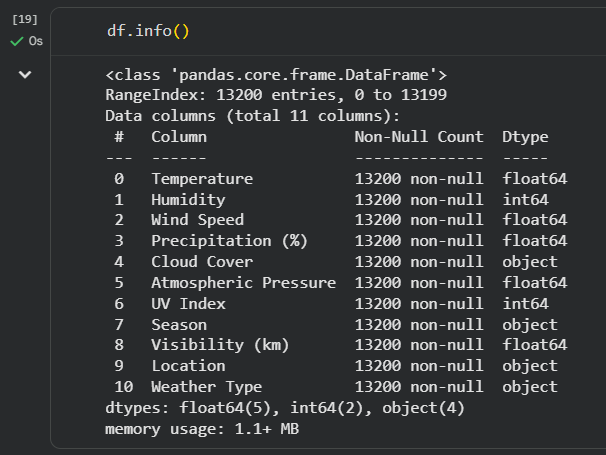 [19]
0s
df.info()
<class 'pandas.core.frame.DataFrame'>
RangeIndex: 13200 entries, 0 to 13199
Data columns (total 11 columns):
 #   Column                Non-Null Count  Dtype
---  ------                --------------  -----
 0   Temperature           13200 non-null  float64
 1   Humidity              13200 non-null  int64
 2   Wind Speed            13200 non-null  float64
 3   Precipitation (%)     13200 non-null  float64
 4   Cloud Cover           13200 non-null  object
 5   Atmospheric Pressure  13200 non-null  float64
 6   UV Index              13200 non-null  int64
 7   Season                13200 non-null  object
 8   Visibility (km)       13200 non-null  float64
 9   Location              13200 non-null  object
 10  Weather Type          13200 non-null  object
dtypes: float64(5), int64(2), object(4)
memory usage: 1.1+ MB